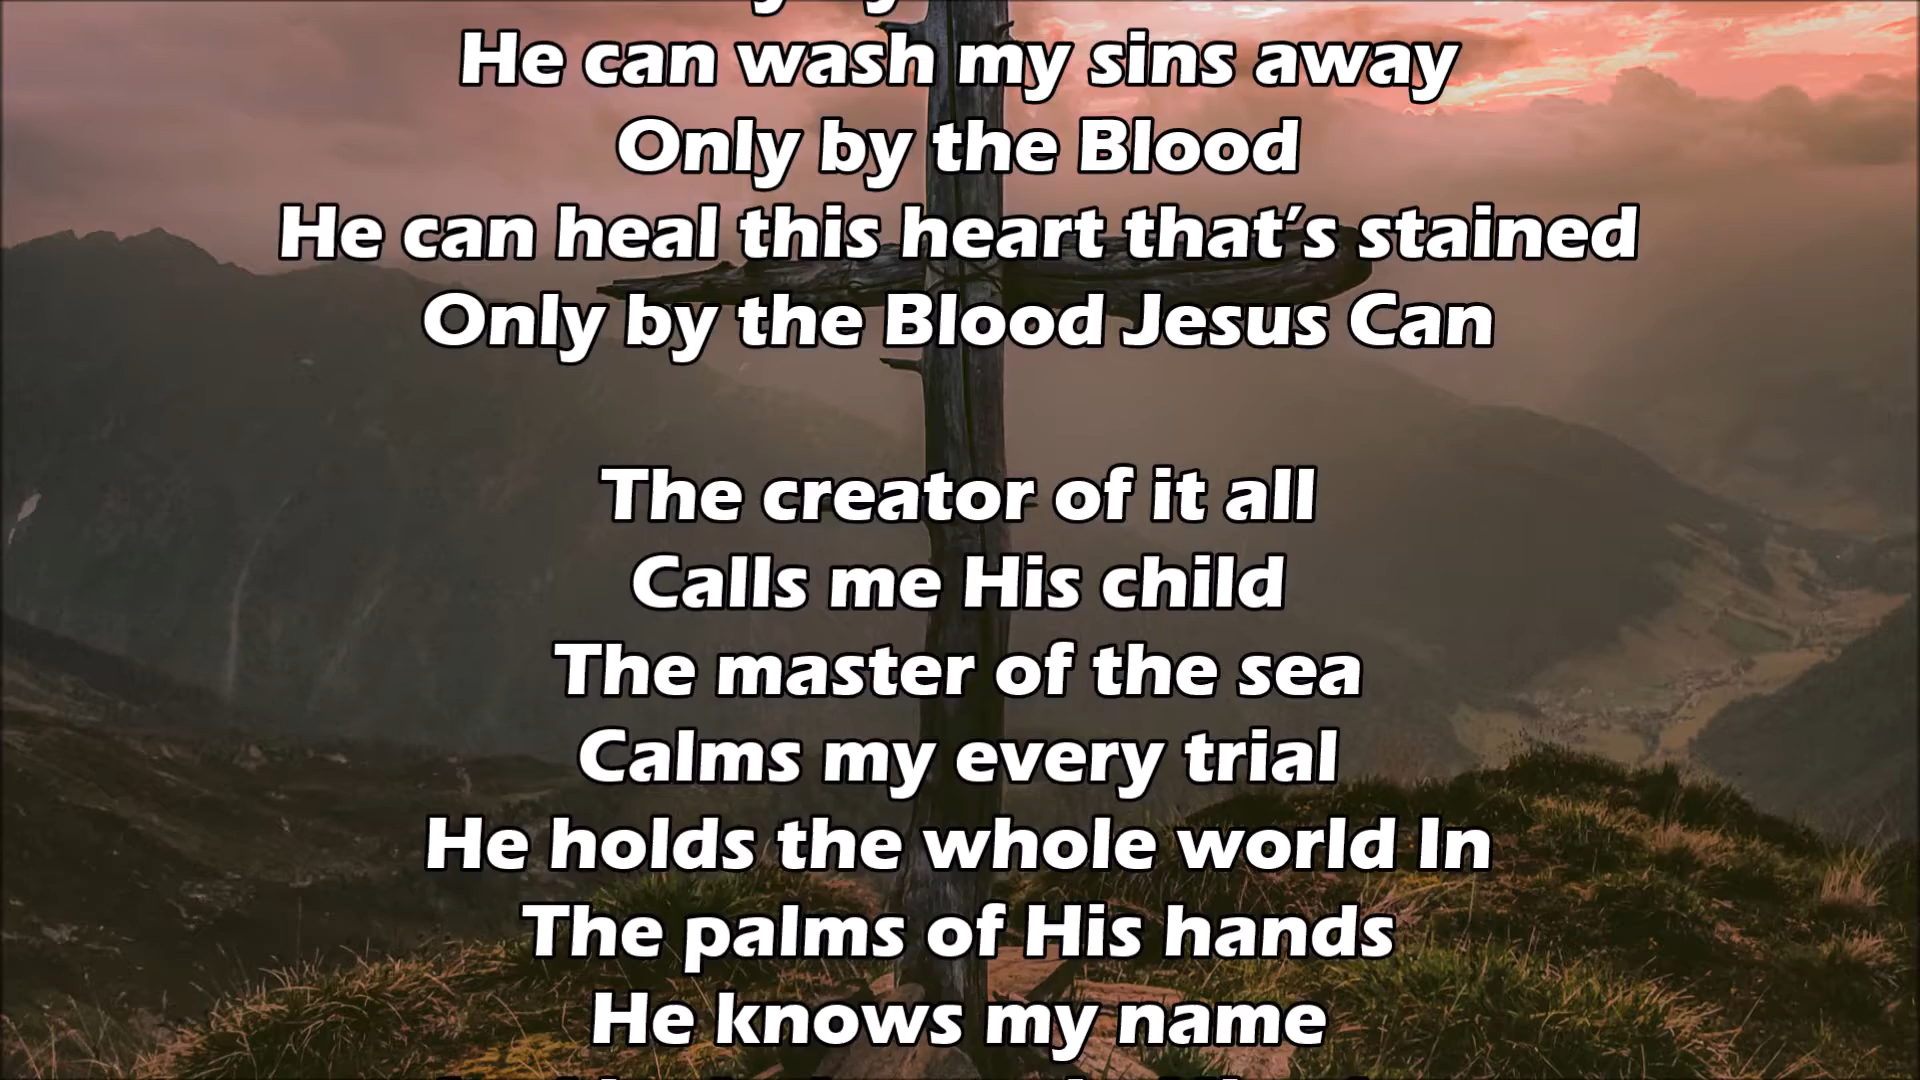 He can wash my sins away
Only by the Blood
He can heal this heart that's stained
Only by the Blood Jesus Can
The creator of it all
Calls me His child
The master of the sea
Calms my every trial
He holds the whole world In
The palms of His hands
He knows my name